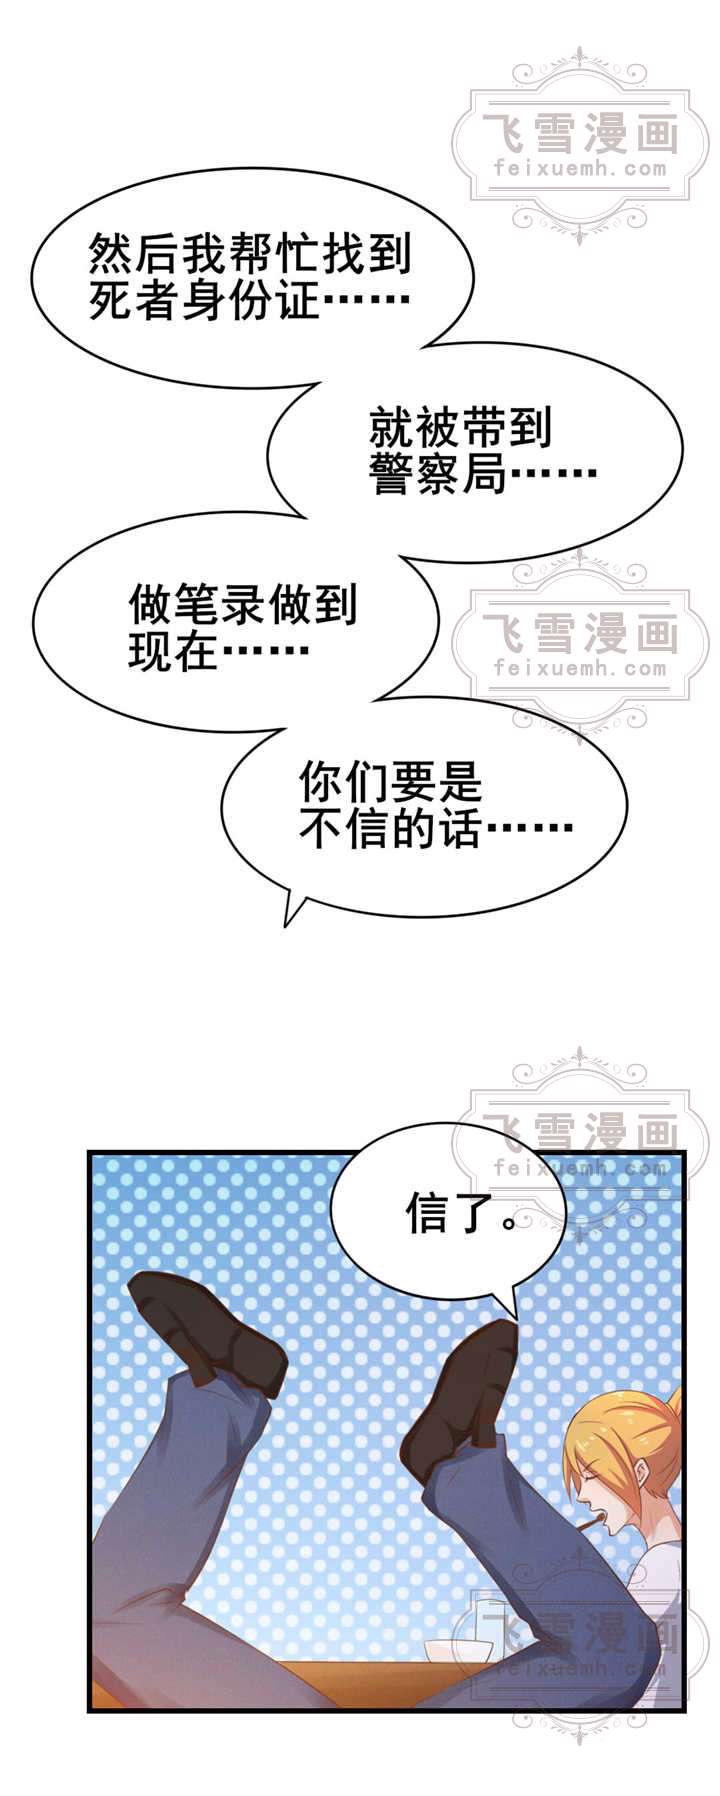 飞雪漫画
feixuemh.com
然后我帮忙找到
死者身份证……
就被带到
警察局……
飞雪漫画
feixuemh.com
做笔录做到
现在……
你们要是
不信的话……
飞雪漫画
feixuemh.com
信了。
飞雪漫画
feixuemh.com